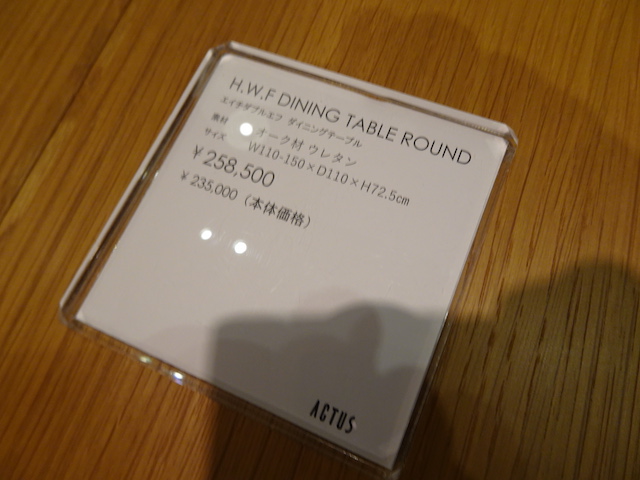 H.W.F DINING TABLE ROUND
エイチダブルエフ ダイニングテーブル
素材 オーク材 ウレタン
サイズ W110-150×D110×H72.5cm
¥258,500
¥235,000（本体価格）
ACTUS